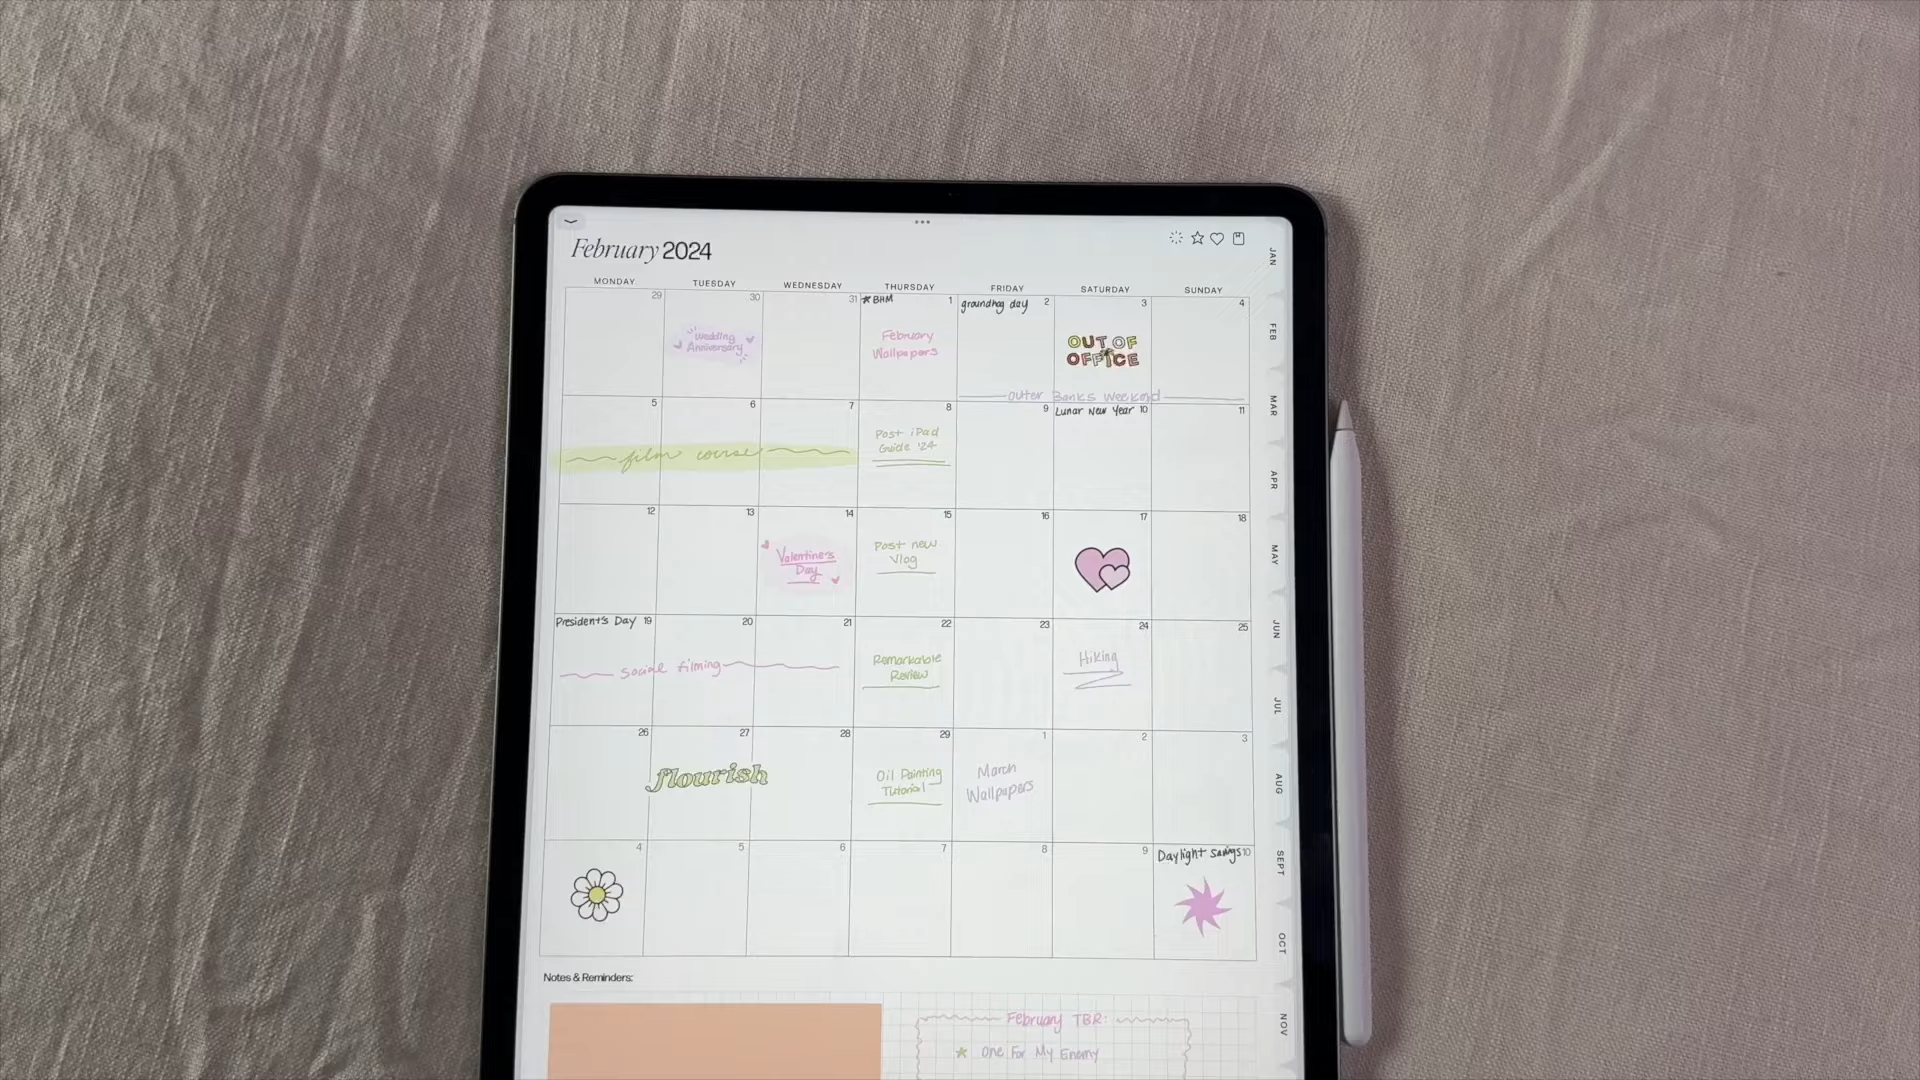 February 2024
MONDAY TUESDAY WEDNESDAY THURSDAY FRIDAY SATURDAY SUNDAY
JAN
FEB
MAR
APR
MAY
JUN
JUL
AUG
SEPT
OCT
NOV
29 30 31 1 2 3 4
BHM
groundhog day
Wedding
Anniversary
February
Wallpapers
OUT OF
OFFICE
Outer Banks Weekend
5 6 7 8 9 10 11
Lunar New Year
film course
Post iPad
Guide '24
12 13 14 15 16 17 18
Valentine's
Day
Post new
Vlog
19 20 21 22 23 24 25
President's Day
social filming
Remarkable
Review
Hiking
26 27 28 29 1 2 3
flourish
Oil Painting
Tutorial
March
Wallpapers
4 5 6 7 8 9 10
Daylight Savings
Notes & Reminders:
February TBR:
One For My Enemy